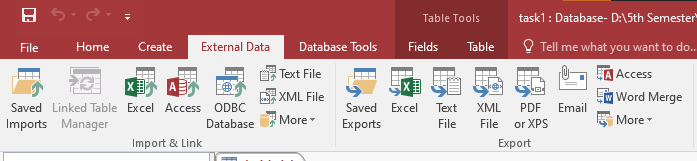 Table Tools
task1 : Database- D:\5th Semester\
File Home Create External Data Database Tools Fields Table Tell me what you want to do..
Saved Imports
Linked Table Manager
Excel
Access
ODBC Database
Text File
XML File
More
Import & Link
Saved Exports
Excel
Text File
XML File
PDF or XPS
Email
Access
Word Merge
More
Export